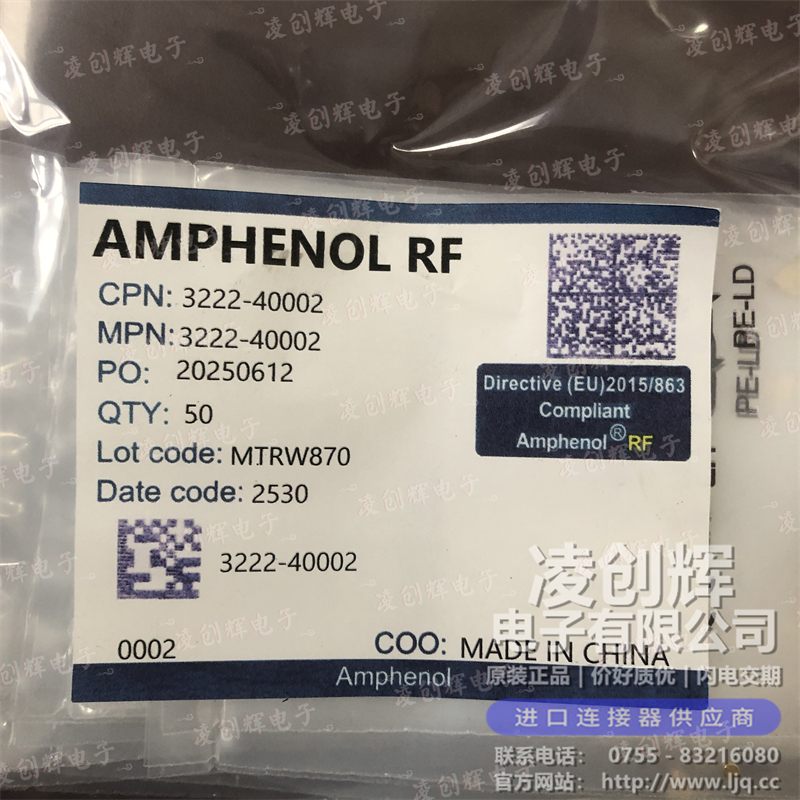 AMPHENOL RF
CPN: 3222-40002
MPN: 3222-40002
PO: 20250612
QTY: 50
Lot code: MTRW870
Date code: 2530
Directive (EU)2015/863
Compliant
Amphenol® RF
3222-40002
0002
COO: MADE IN CHINA
Amphenol
PE-LD
凌创辉电子
凌创辉
电子有限公司
原装正品 | 价好质优 | 闪电交期
进口连接器供应商
联系电话: 0755 - 83216080
官方网站: http://www.ljq.cc